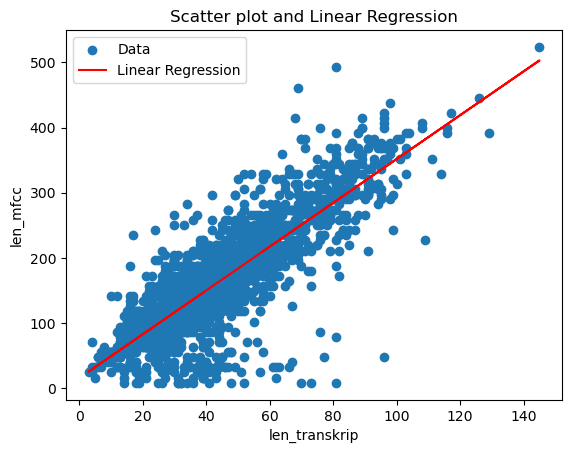 Scatter plot and Linear Regression
Data
Linear Regression
500
400
300
200
100
0
len_mfcc
0 20 40 60 80 100 120 140
len_transkrip